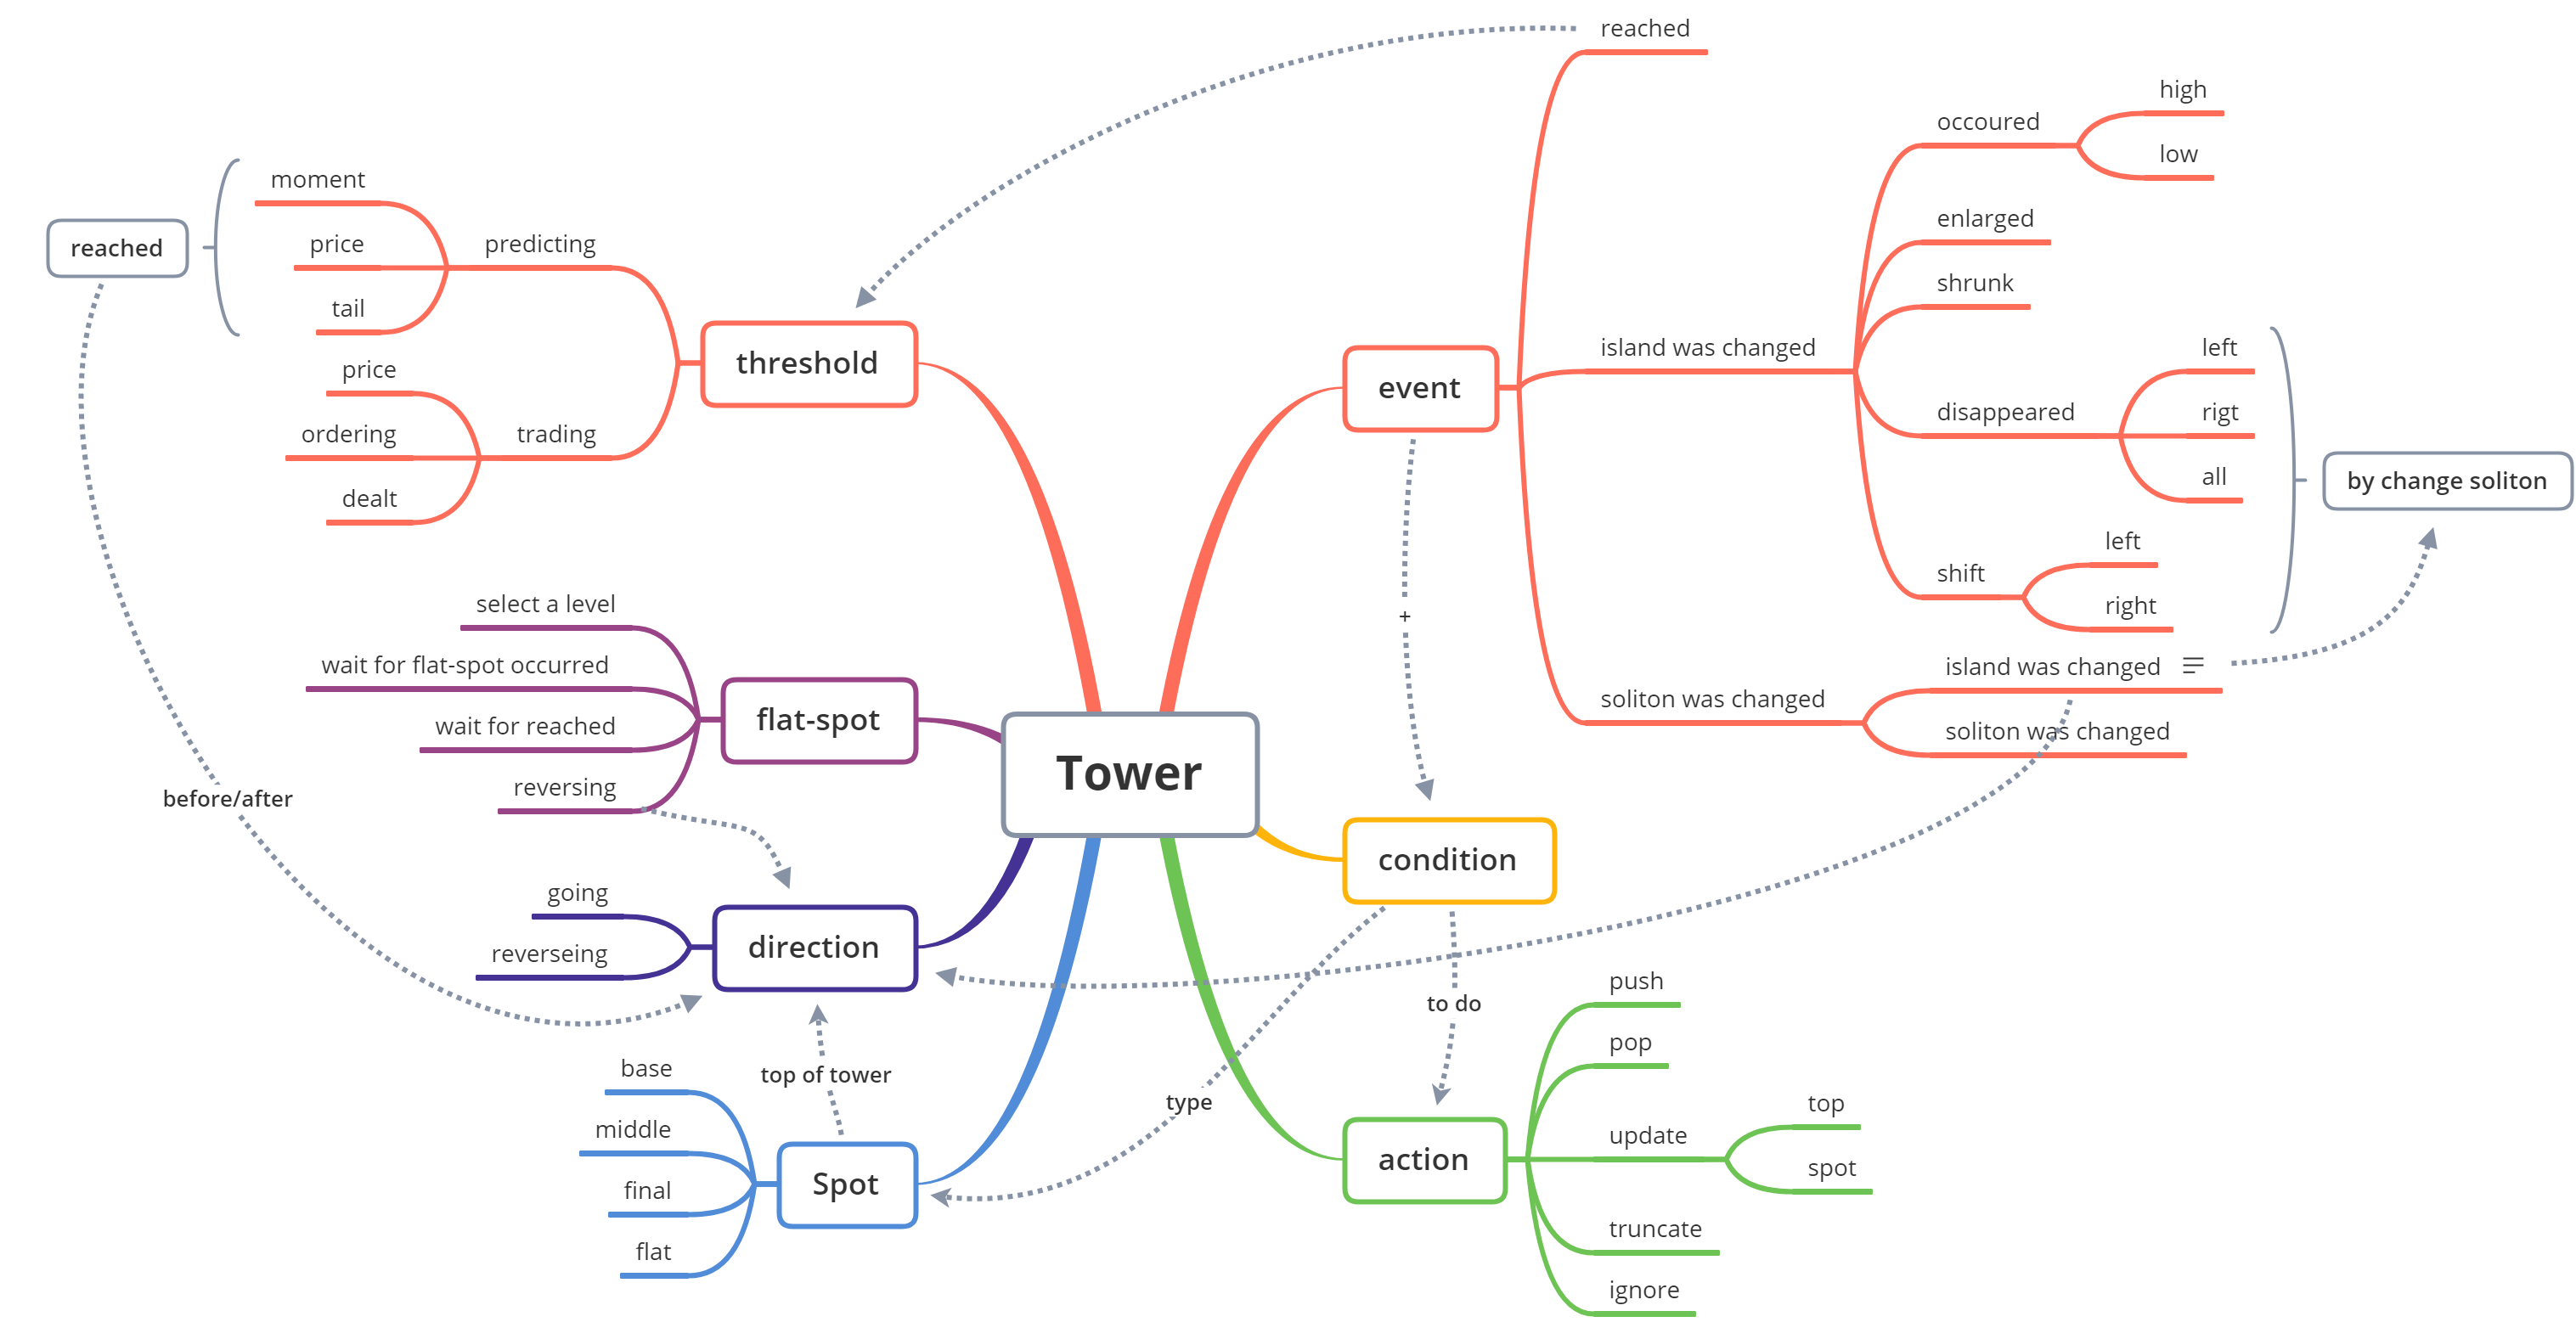 Tower
event
reached
island was changed
occoured
high
low
enlarged
shrunk
disappeared
left
rigt
all
shift
left
right
by change soliton
soliton was changed
island was changed
soliton was changed
+
condition
to do
type
action
push
pop
update
top
spot
truncate
ignore
threshold
predicting
moment
price
tail
reached
trading
price
ordering
dealt
flat-spot
select a level
wait for flat-spot occurred
wait for reached
reversing
before/after
direction
going
reverseing
top of tower
Spot
base
middle
final
flat